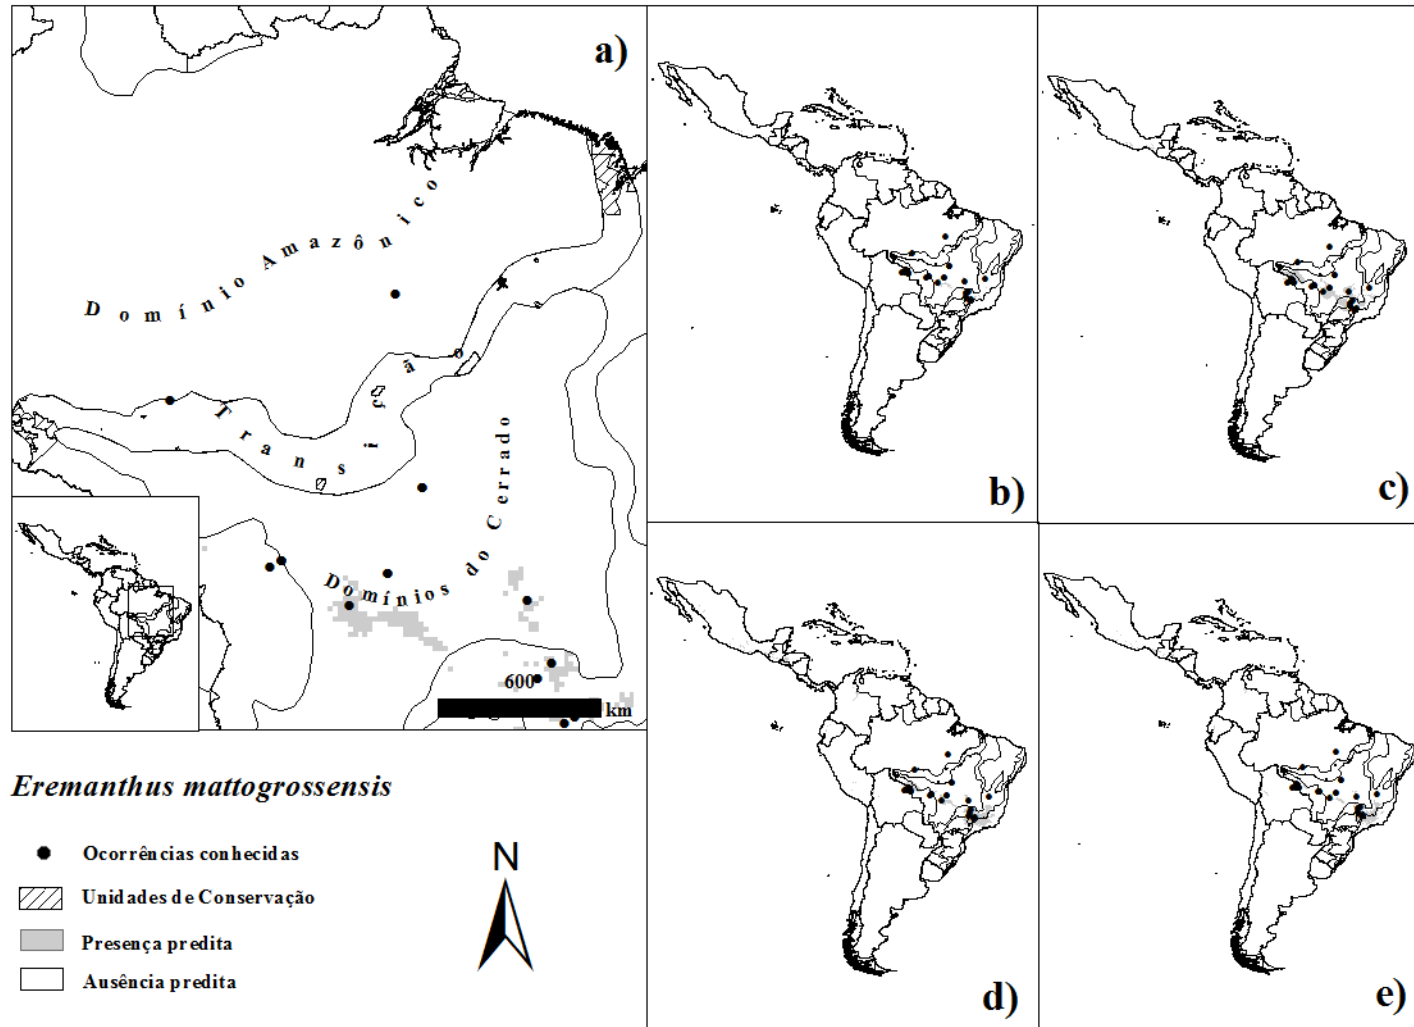 a)
b)
c)
Domínio Amazônico
Transição
Domínios do Cerrado
600
km
d)
e)
Eremanthus mattogrossensis
Ocorrências conhecidas
Unidades de Conservação
Presença predita
Ausência predita
N